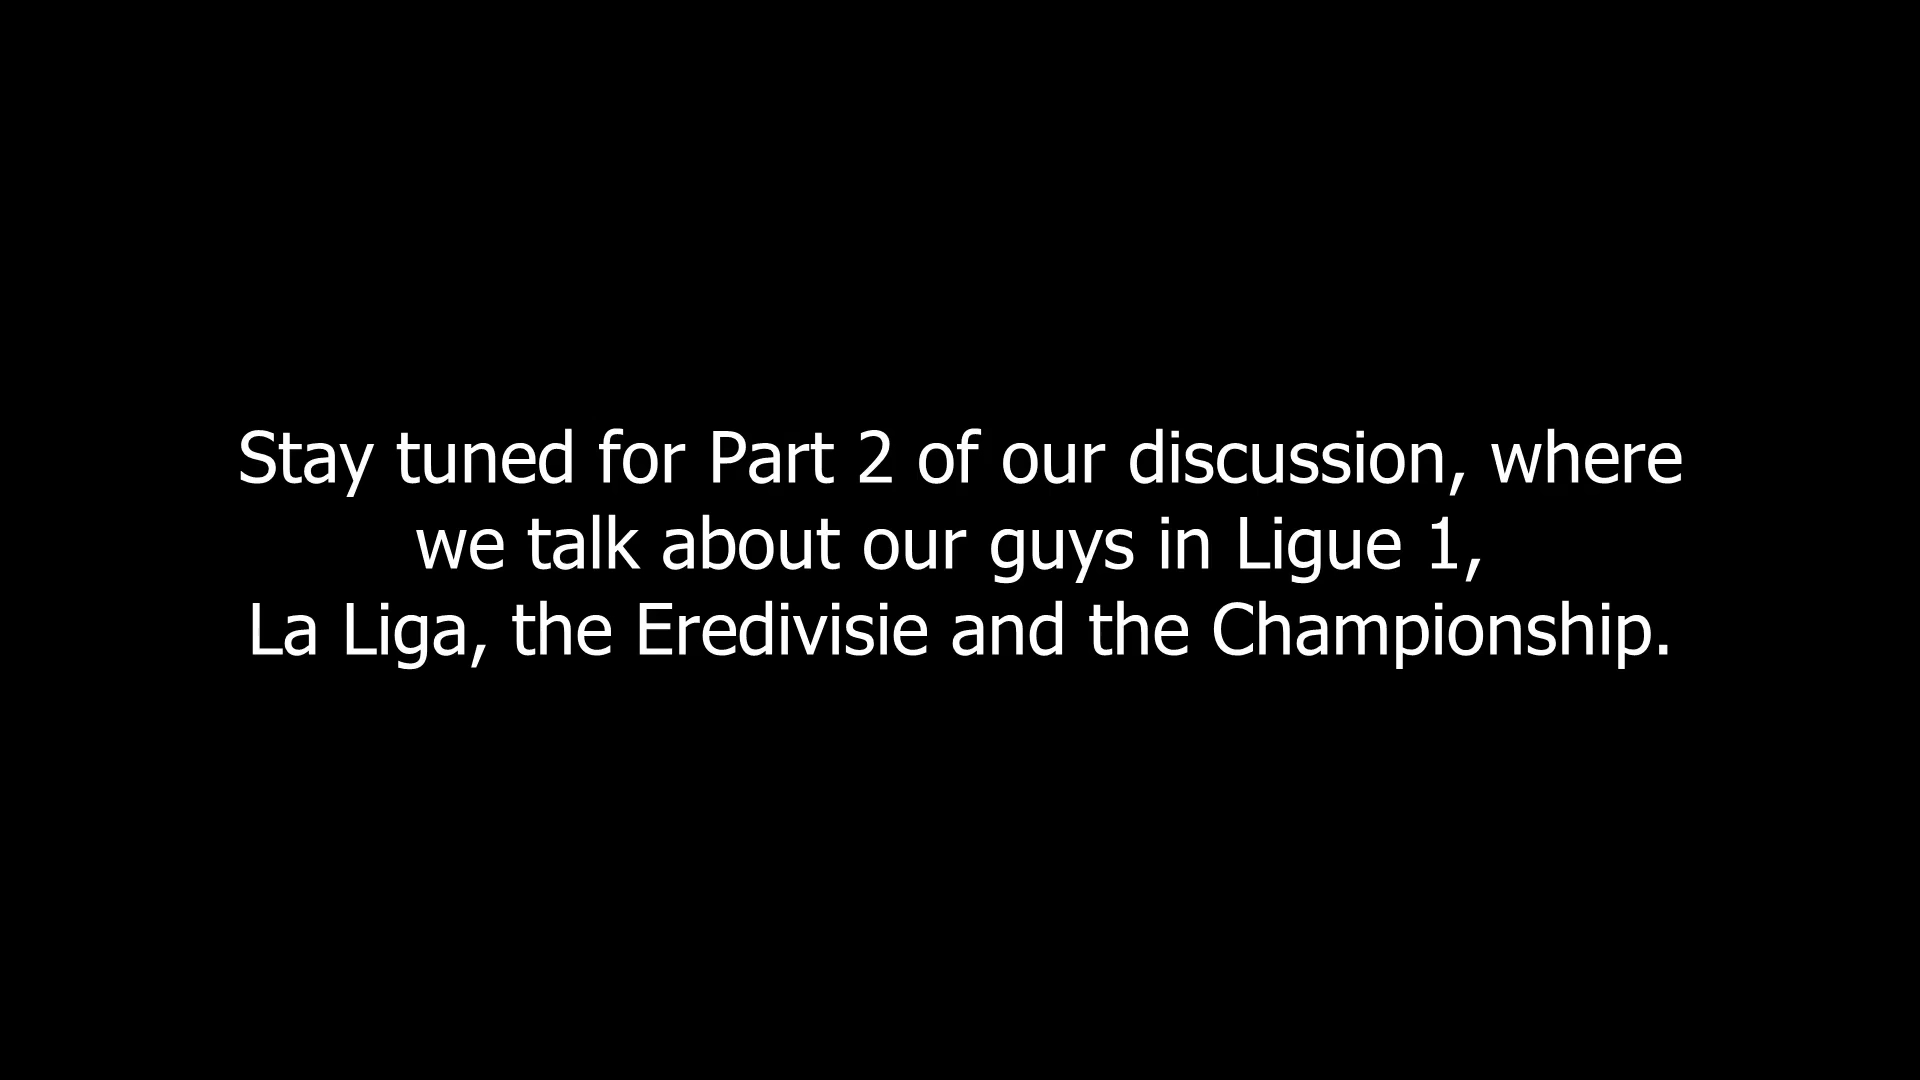 Stay tuned for Part 2 of our discussion, where
we talk about our guys in Ligue 1,
La Liga, the Eredivisie and the Championship.